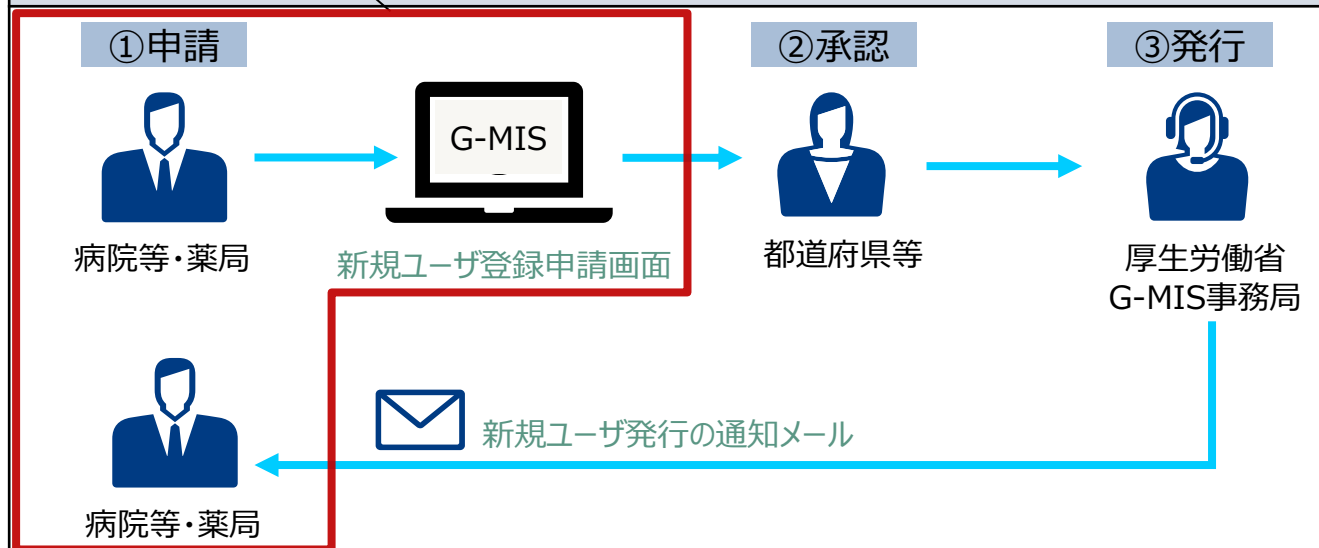 ①申請
②承認
③発行
G-MIS
病院等・薬局
新規ユーザ登録申請画面
都道府県等
厚生労働省
G-MIS事務局
新規ユーザ発行の通知メール
病院等・薬局